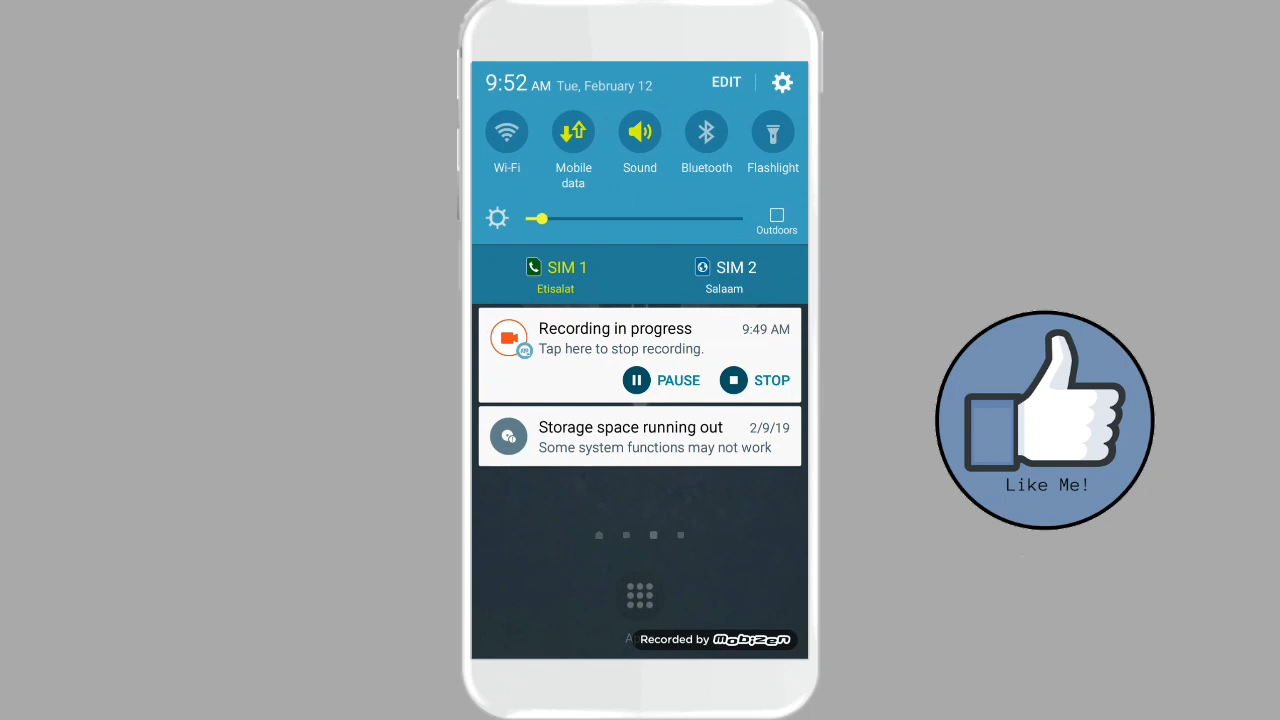 9:52 AM Tue, February 12 EDIT
Wi-Fi Mobile data Sound Bluetooth Flashlight
Outdoors
SIM 1 SIM 2
Etisalat Salaam
Recording in progress 9:49 AM
Tap here to stop recording.
PAUSE STOP
Storage space running out 2/9/19
Some system functions may not work
Like Me!
Recorded by Mobizen